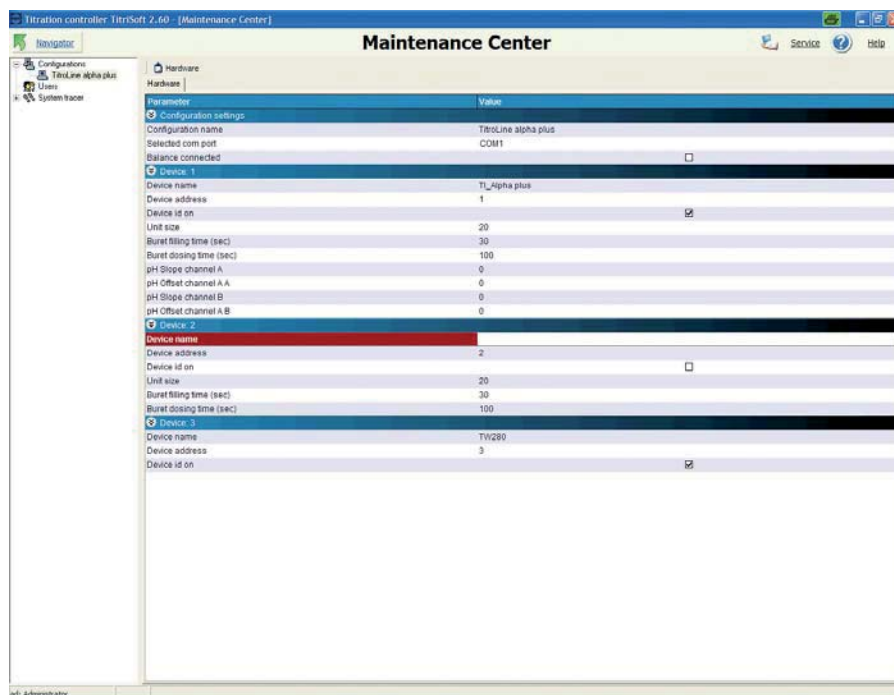 Titration controller TitriSoft 2.60 - [Maintenance Center]
Navigator Maintenance Center Service Help
Configurations
TitroLine alpha plus
Users
System tracer
Hardware
Hardware
Parameter Value
Configuration settings
Configuration name TitroLine alpha plus
Selected com port COM1
Balance connected
Device: 1
Device name TI_Alpha plus
Device address 1
Device id on
Unit size 20
Buret filling time (sec) 30
Buret dosing time (sec) 100
pH Slope channel A 0
pH Offset channel A A 0
pH Slope channel B 0
pH Offset channel A B 0
Device: 2
Device name
Device address 2
Device id on
Unit size 20
Buret filling time (sec) 30
Buret dosing time (sec) 100
Device: 3
Device name TW280
Device address 3
Device id on
ed: Administrator